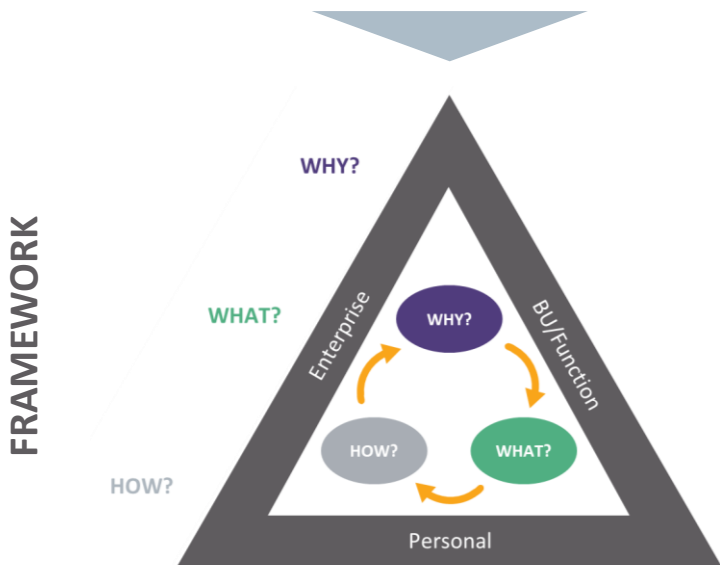 FRAMEWORK
WHY?
WHAT?
HOW?
Enterprise
BU/Function
WHY?
HOW?
WHAT?
Personal